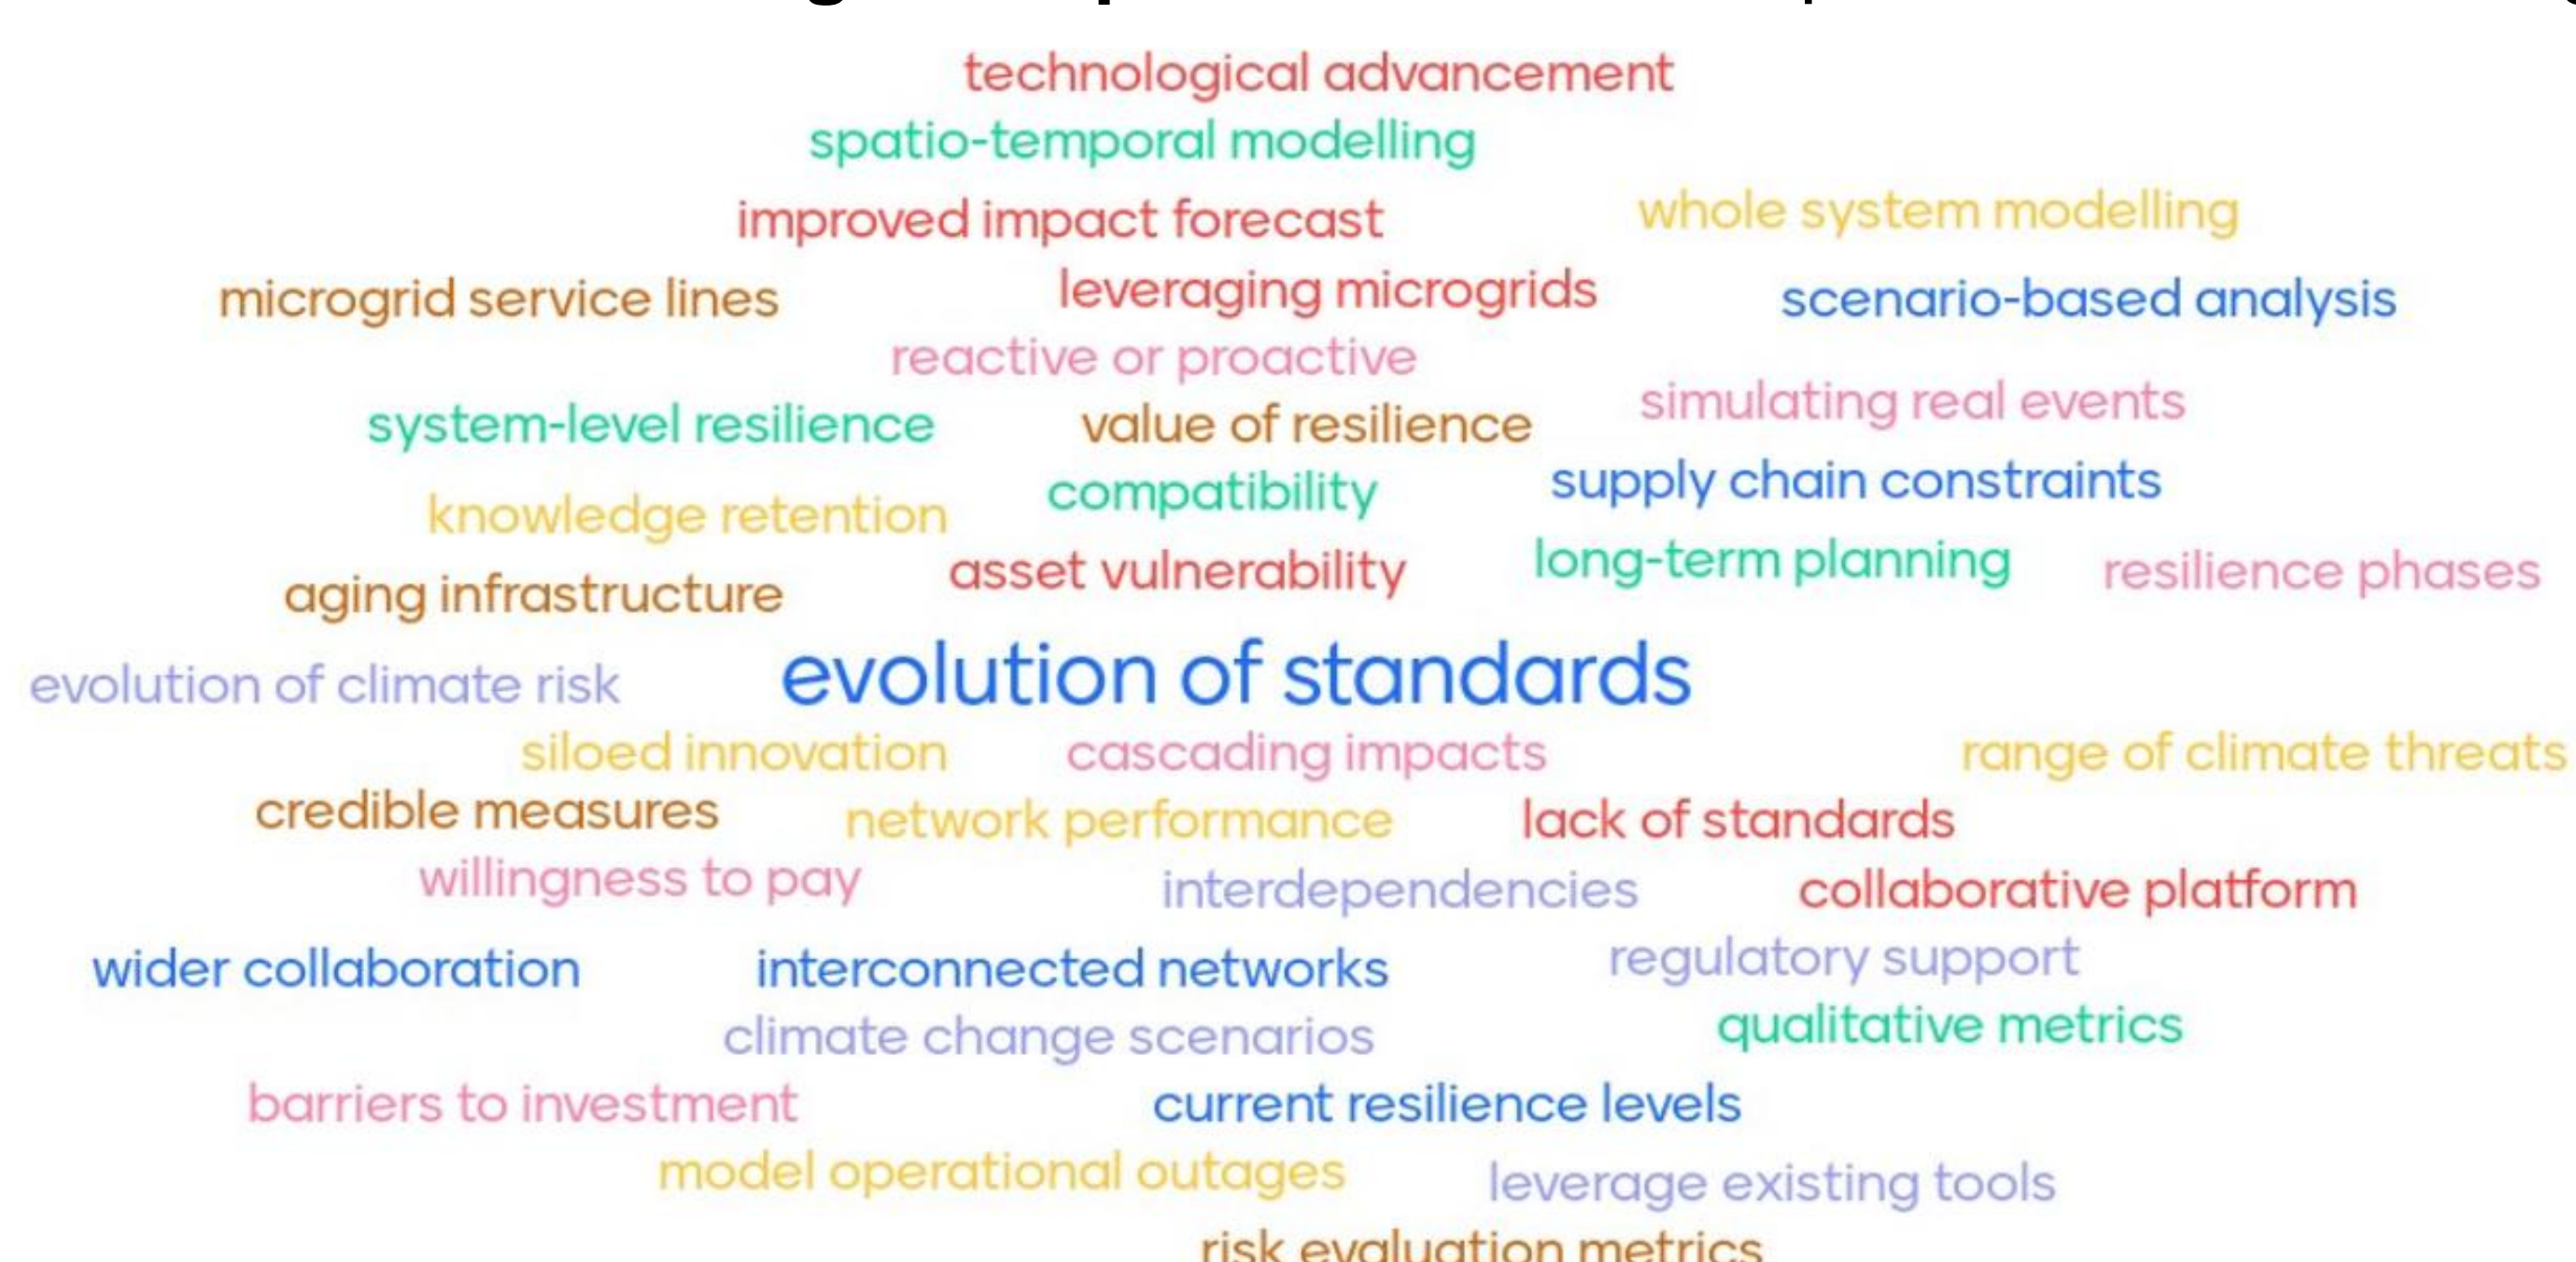 technological advancement
spatio-temporal modelling
improved impact forecast
whole system modelling
microgrid service lines
leveraging microgrids
scenario-based analysis
reactive or proactive
simulating real events
system-level resilience
value of resilience
supply chain constraints
knowledge retention
compatibility
long-term planning
aging infrastructure
asset vulnerability
resilience phases
evolution of climate risk
evolution of standards
siloed innovation
cascading impacts
range of climate threats
credible measures
network performance
lack of standards
willingness to pay
interdependencies
collaborative platform
wider collaboration
interconnected networks
regulatory support
climate change scenarios
qualitative metrics
barriers to investment
current resilience levels
model operational outages
leverage existing tools
risk evaluation metrics